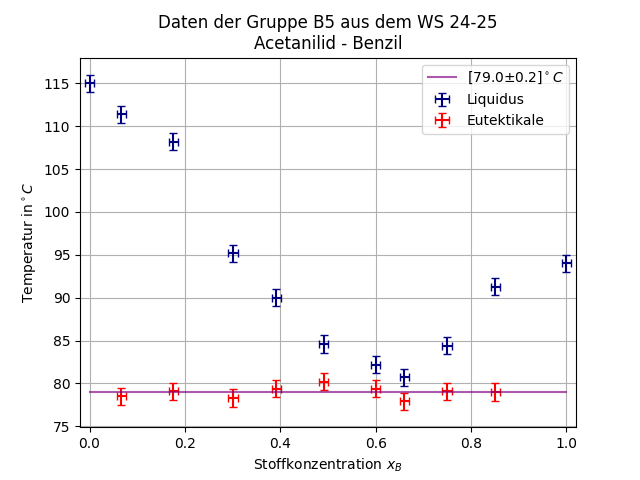 Daten der Gruppe B5 aus dem WS 24-25
Acetanilid - Benzil
[79.0±0.2]°C
Liquidus
Eutektikale
Temperatur in °C
115
110
105
100
95
90
85
80
75
0.0 0.2 0.4 0.6 0.8 1.0
Stoffkonzentration x_B